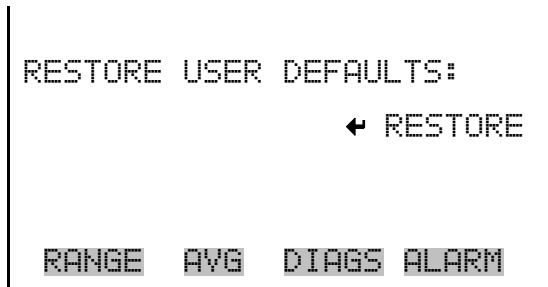 RESTORE USER DEFAULTS:
↵ RESTORE
RANGE AVG DIAGS ALARM